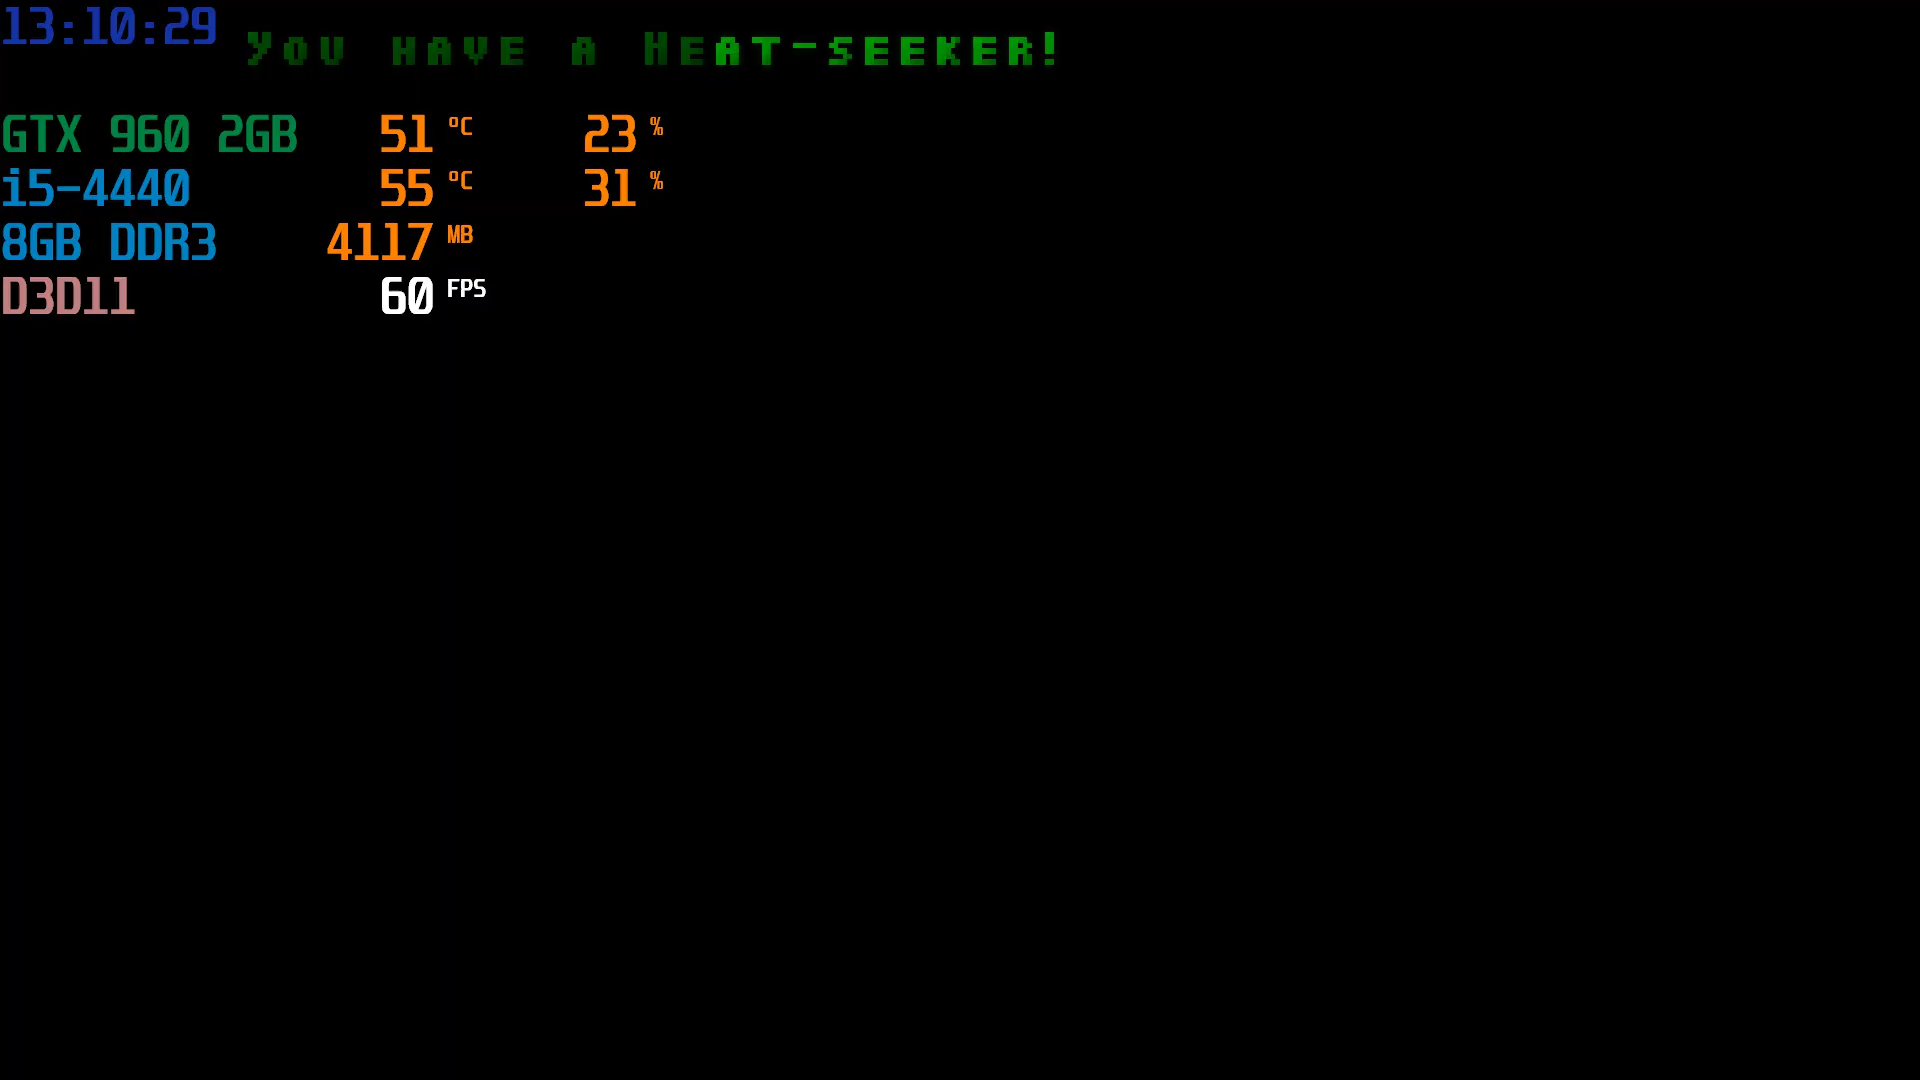 13:10:29
You have a Heat-seeker!
GTX 960 2GB 51 °C 23 %
i5-4440 55 °C 31 %
8GB DDR3 4117 MB
D3D11 60 FPS